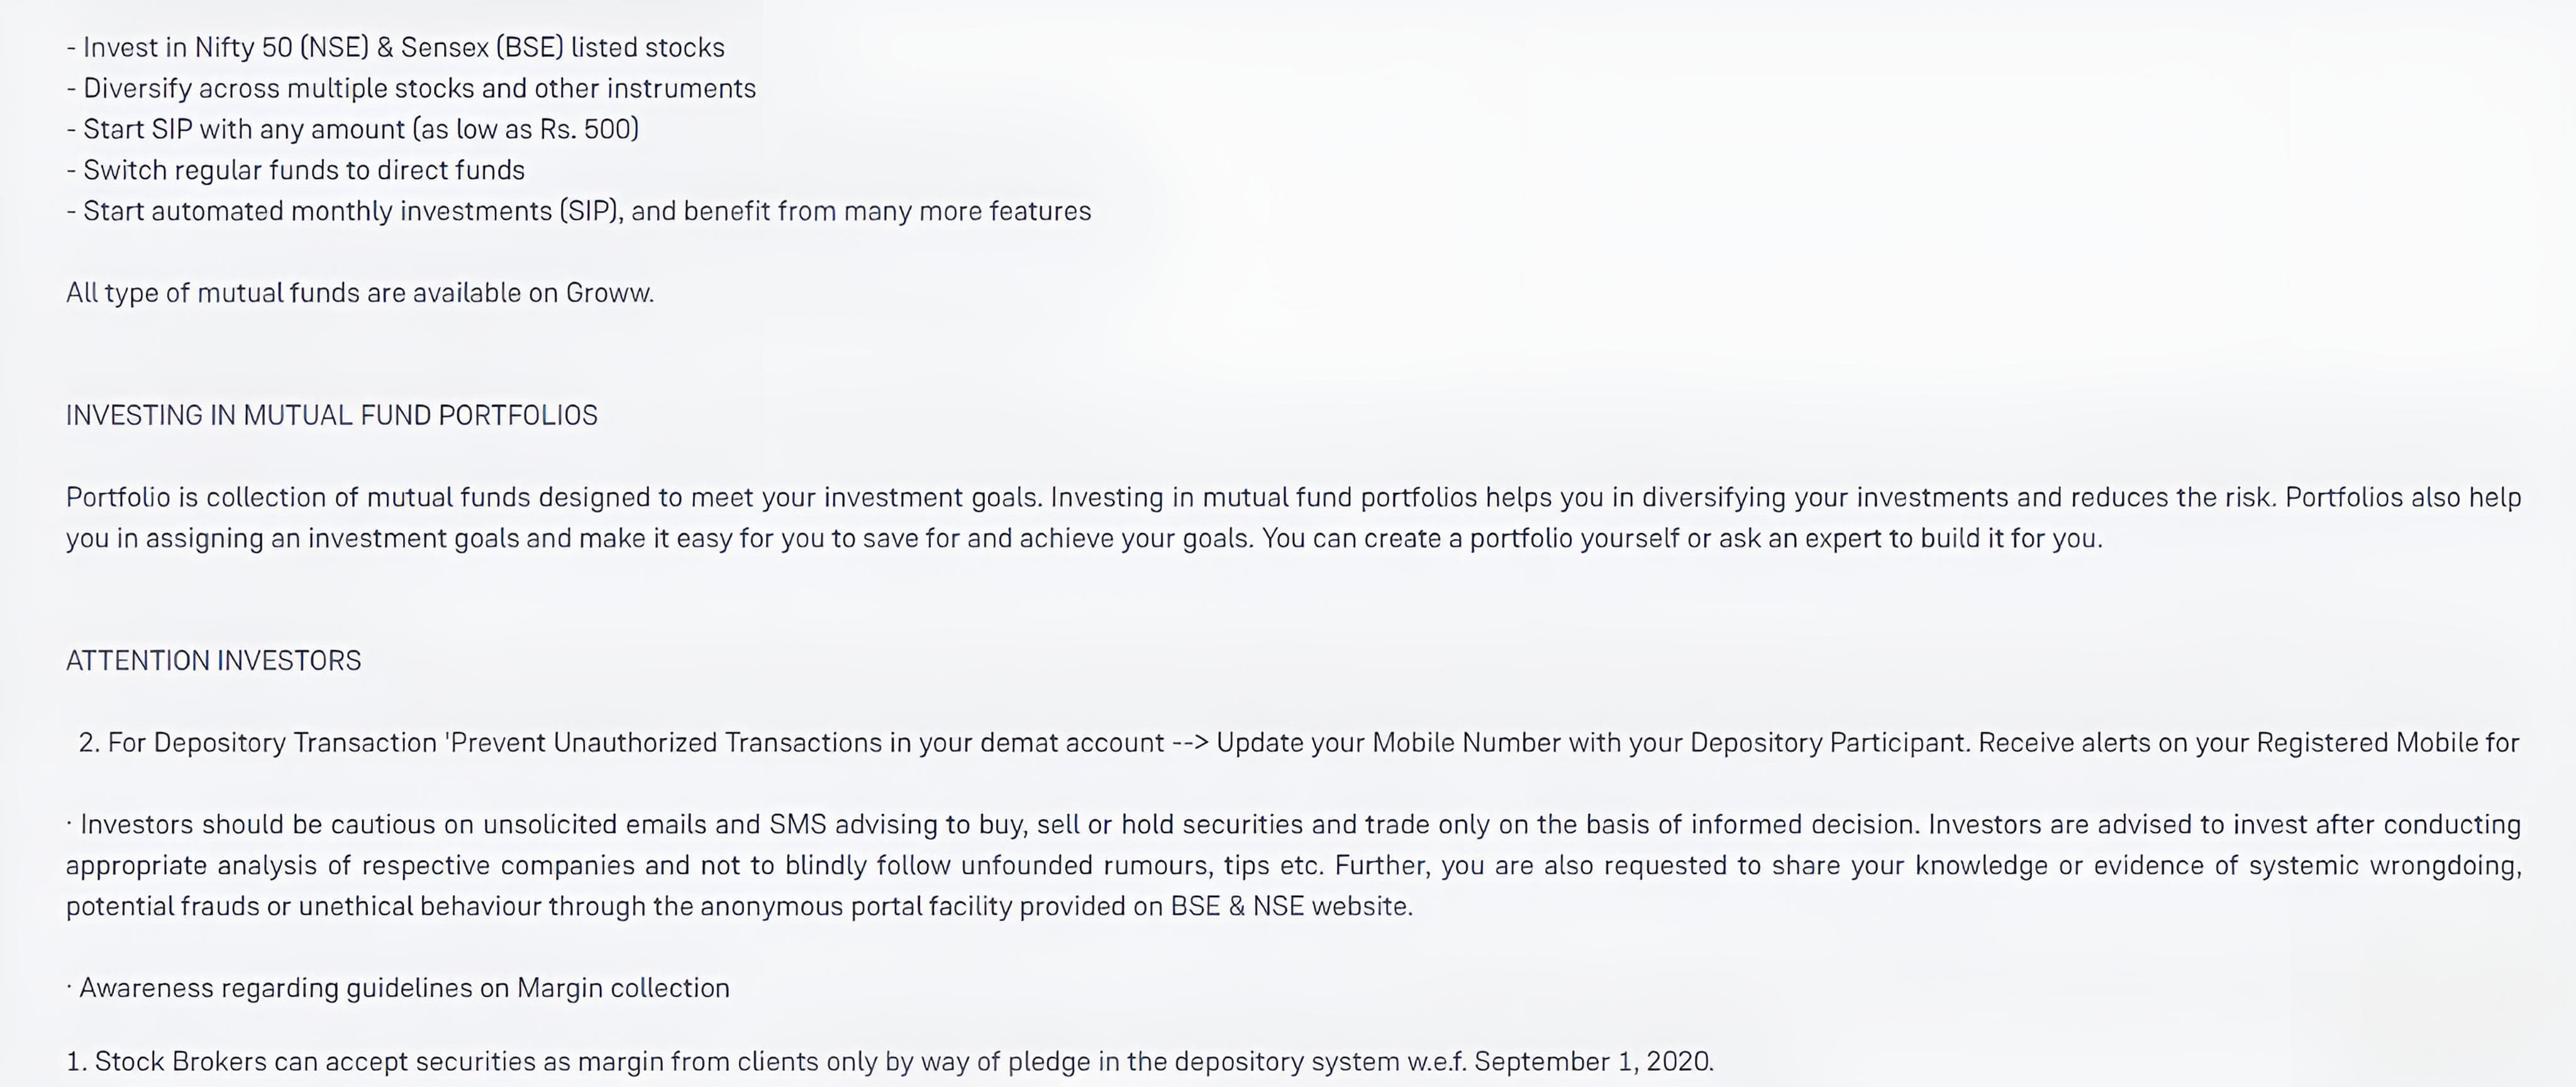 - Invest in Nifty 50 (NSE) & Sensex (BSE) listed stocks
- Diversify across multiple stocks and other instruments
- Start SIP with any amount (as low as Rs. 500)
- Switch regular funds to direct funds
- Start automated monthly investments (SIP), and benefit from many more features
All type of mutual funds are available on Groww.
INVESTING IN MUTUAL FUND PORTFOLIOS
Portfolio is collection of mutual funds designed to meet your investment goals. Investing in mutual fund portfolios helps you in diversifying your investments and reduces the risk. Portfolios also help
you in assigning an investment goals and make it easy for you to save for and achieve your goals. You can create a portfolio yourself or ask an expert to build it for you.
ATTENTION INVESTORS
2. For Depository Transaction 'Prevent Unauthorized Transactions in your demat account --> Update your Mobile Number with your Depository Participant. Receive alerts on your Registered Mobile for
· Investors should be cautious on unsolicited emails and SMS advising to buy, sell or hold securities and trade only on the basis of informed decision. Investors are advised to invest after conducting
appropriate analysis of respective companies and not to blindly follow unfounded rumours, tips etc. Further, you are also requested to share your knowledge or evidence of systemic wrongdoing,
potential frauds or unethical behaviour through the anonymous portal facility provided on BSE & NSE website.
· Awareness regarding guidelines on Margin collection
1. Stock Brokers can accept securities as margin from clients only by way of pledge in the depository system w.e.f. September 1, 2020.